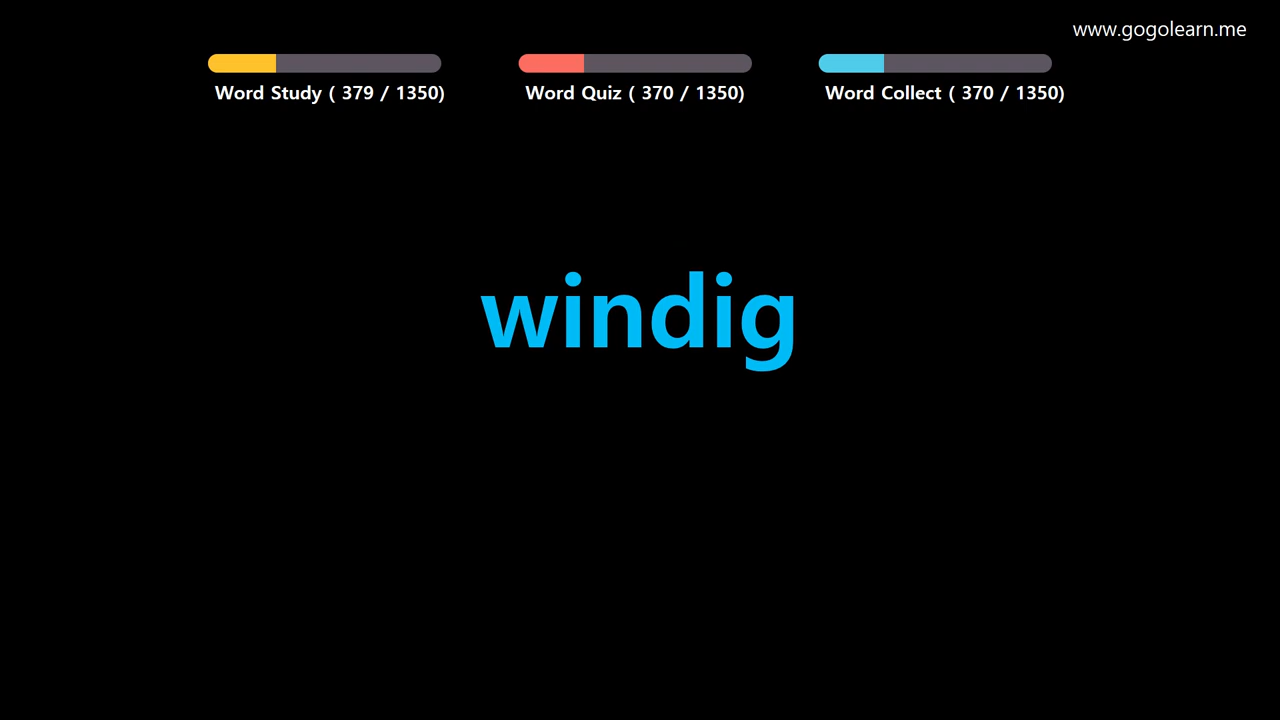 www.gogolearn.me
Word Study ( 379 / 1350)
Word Quiz ( 370 / 1350)
Word Collect ( 370 / 1350)
windig